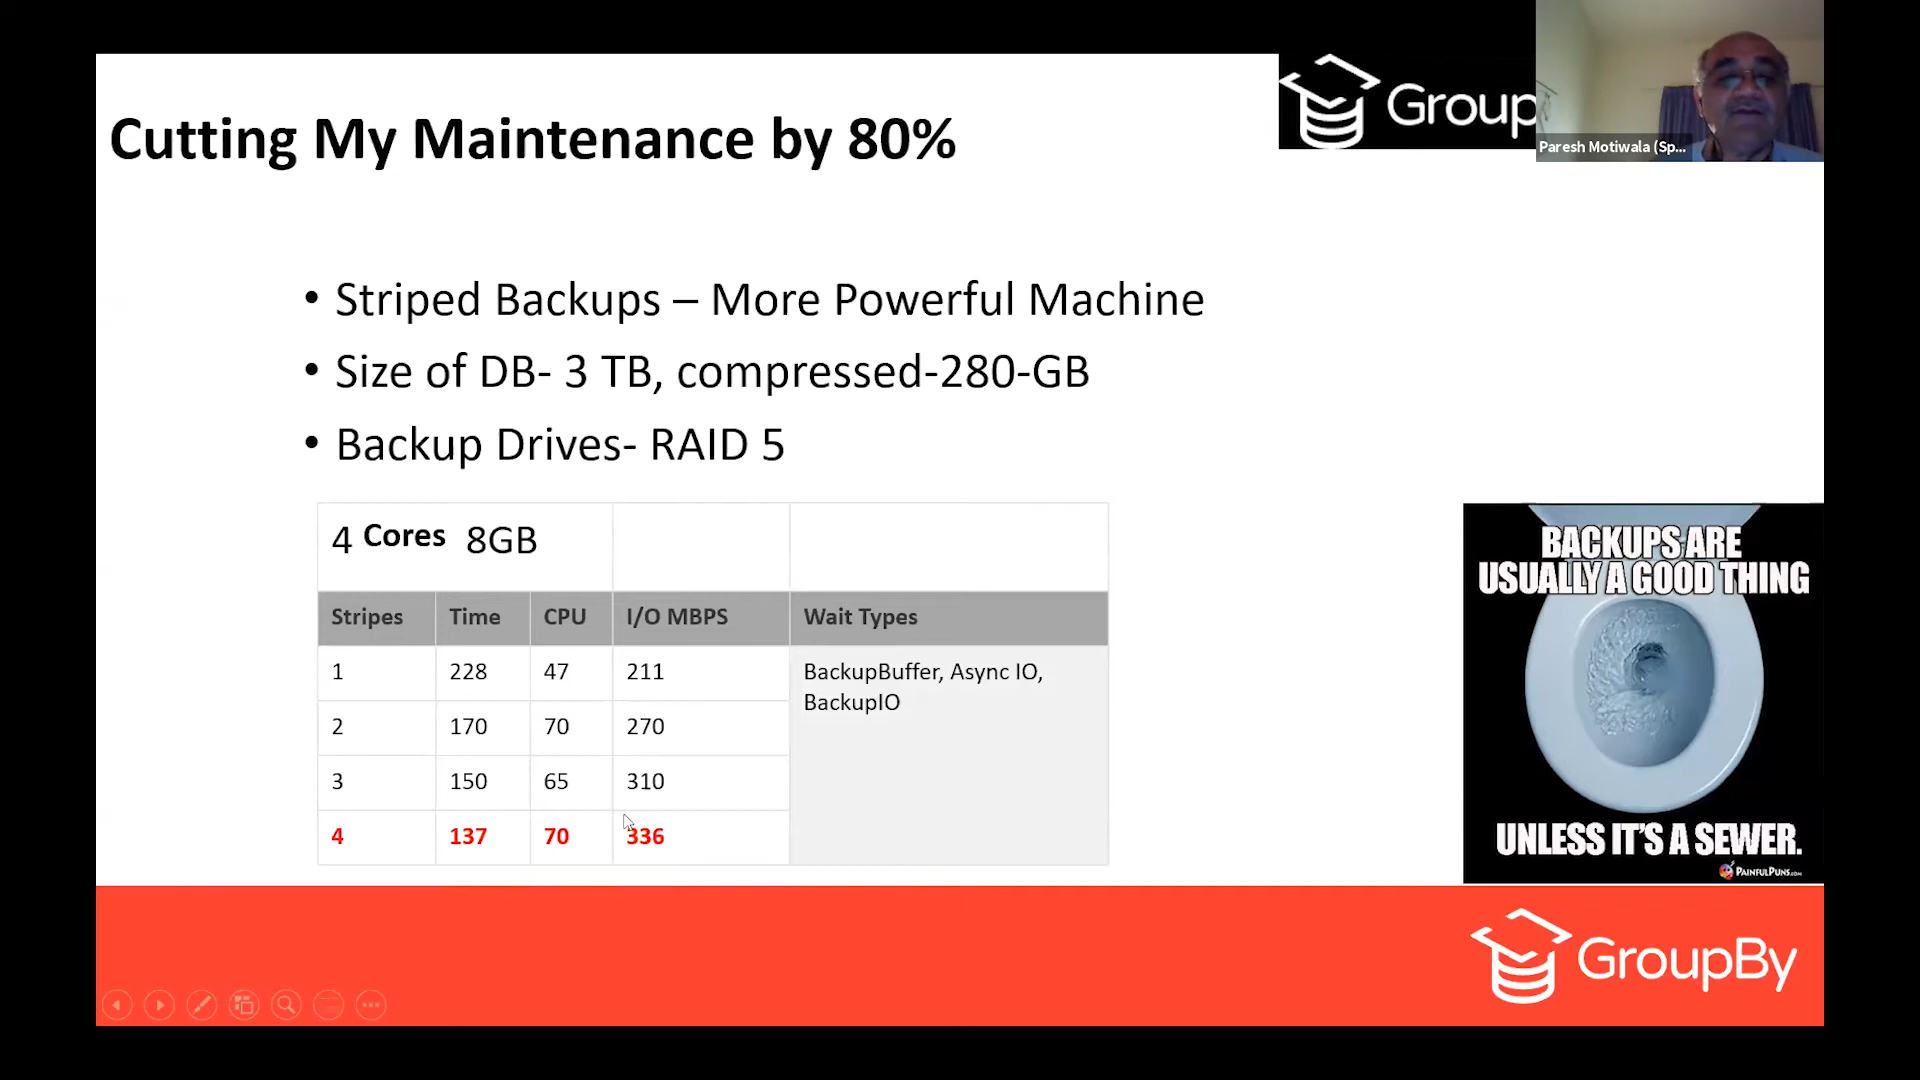 Cutting My Maintenance by 80%
Group
Paresh Motiwala (Sp...
• Striped Backups – More Powerful Machine
• Size of DB- 3 TB, compressed-280-GB
• Backup Drives- RAID 5
4 Cores 8GB
Stripes Time CPU I/O MBPS Wait Types
1 228 47 211 BackupBuffer, Async IO,
BackupIO
2 170 70 270
3 150 65 310
4 137 70 336
BACKUPS ARE
USUALLY A GOOD THING
UNLESS IT'S A SEWER.
PAINFULPUNS.COM
GroupBy